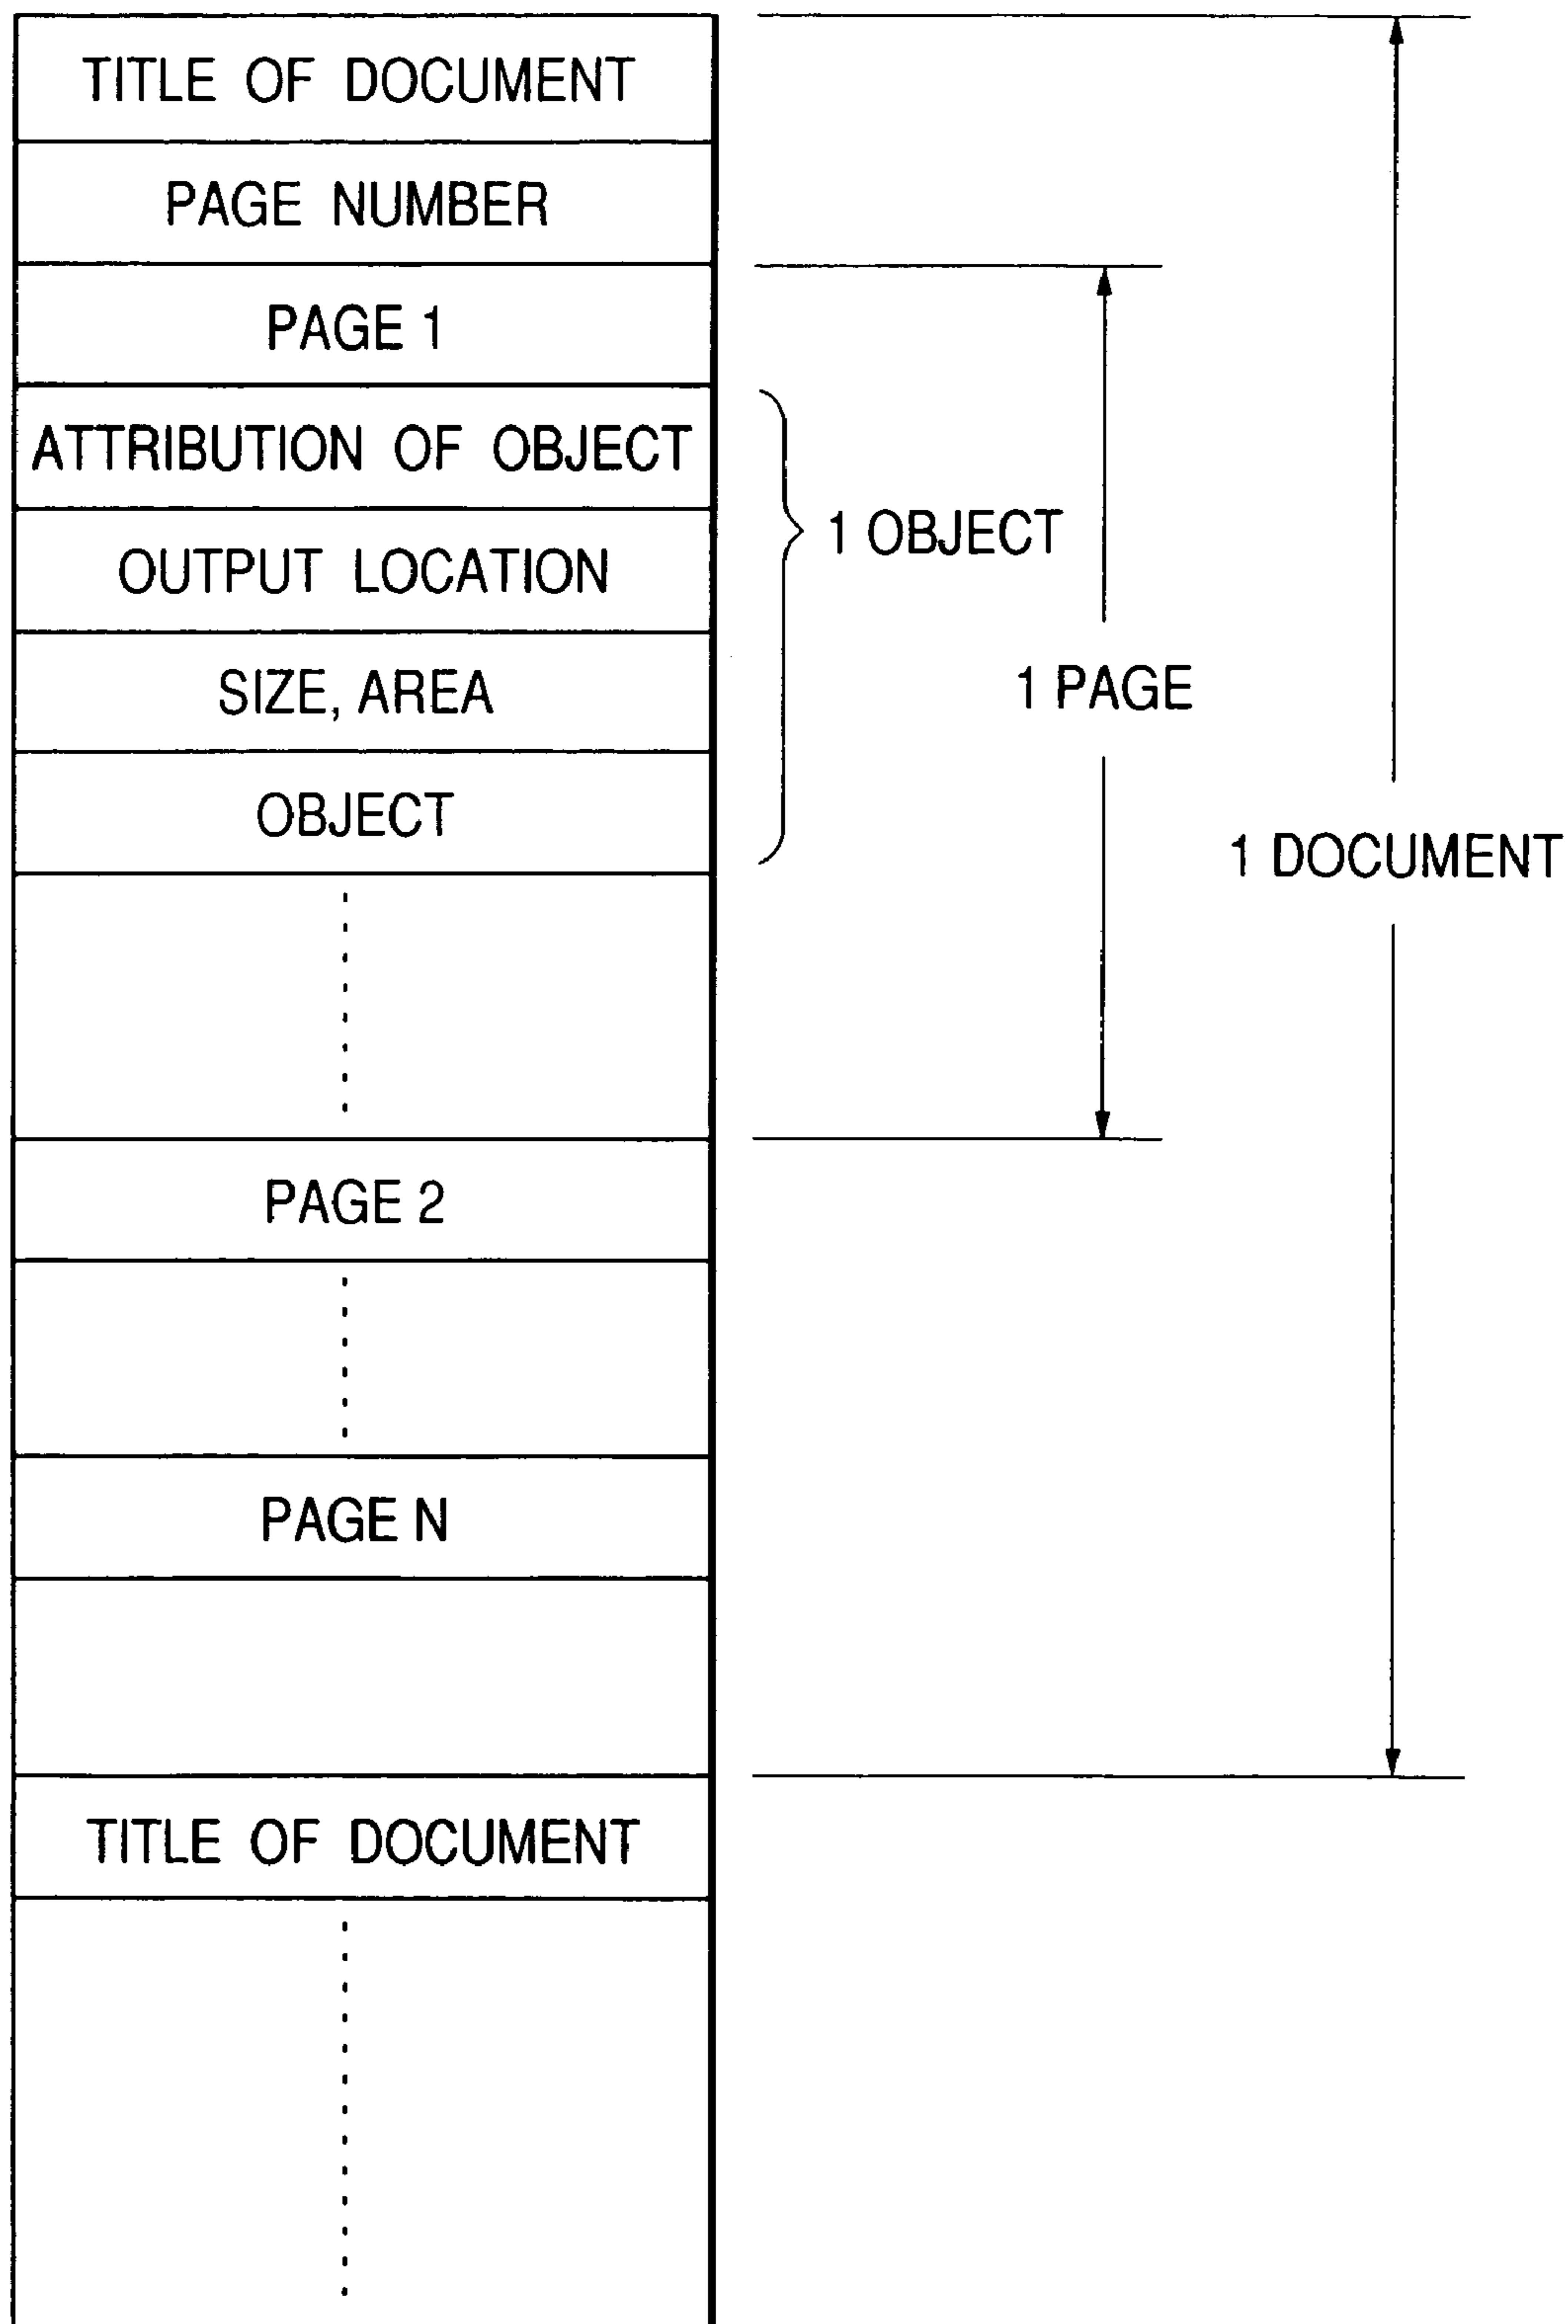 TITLE OF DOCUMENT
PAGE NUMBER
PAGE 1
ATTRIBUTION OF OBJECT
OUTPUT LOCATION
SIZE, AREA
OBJECT
1 OBJECT
1 PAGE
1 DOCUMENT
PAGE 2
PAGE N
TITLE OF DOCUMENT